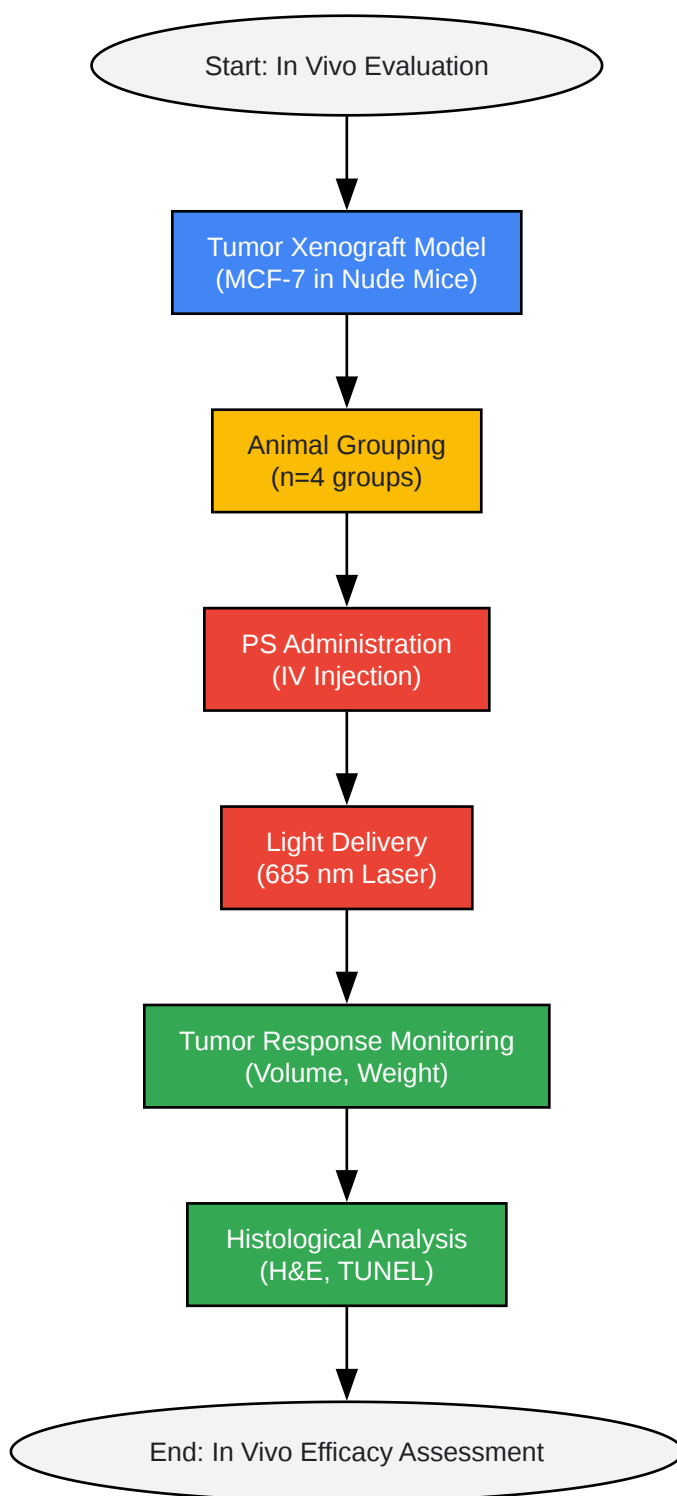 Start: In Vivo Evaluation
Tumor Xenograft Model
(MCF-7 in Nude Mice)
Animal Grouping
(n=4 groups)
PS Administration
(IV Injection)
Light Delivery
(685 nm Laser)
Tumor Response Monitoring
(Volume, Weight)
Histological Analysis
(H&E, TUNEL)
End: In Vivo Efficacy Assessment